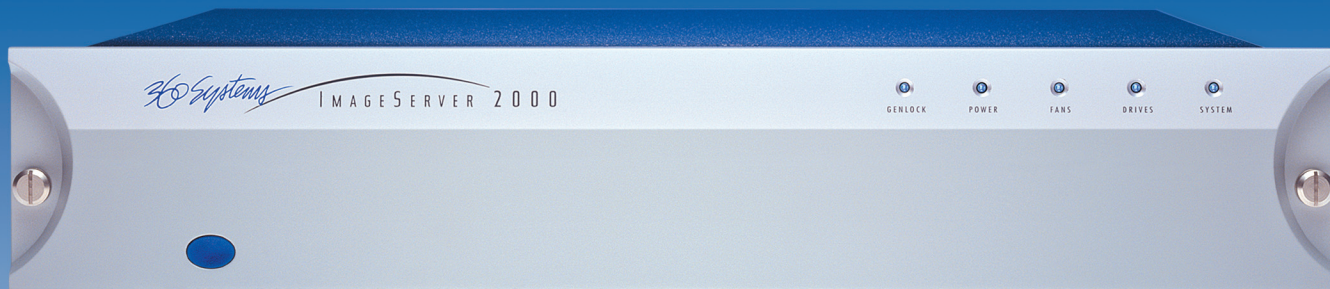 360 Systems IMAGESERVER 2000
GENLOCK POWER FANS DRIVES SYSTEM